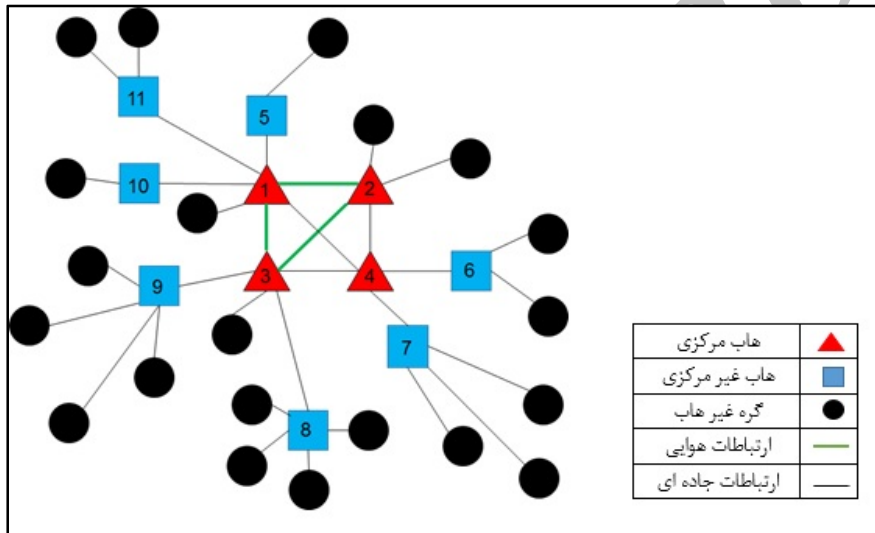 11
5
10
1
2
3
4
9
6
7
8
هاب مرکزی
هاب غیر مرکزی
گره غیر هاب
ارتباطات هوایی
ارتباطات جاده ای